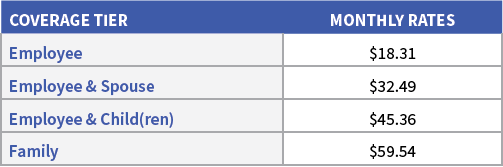 COVERAGE TIER MONTHLY RATES
Employee $18.31
Employee & Spouse $32.49
Employee & Child(ren) $45.36
Family $59.54